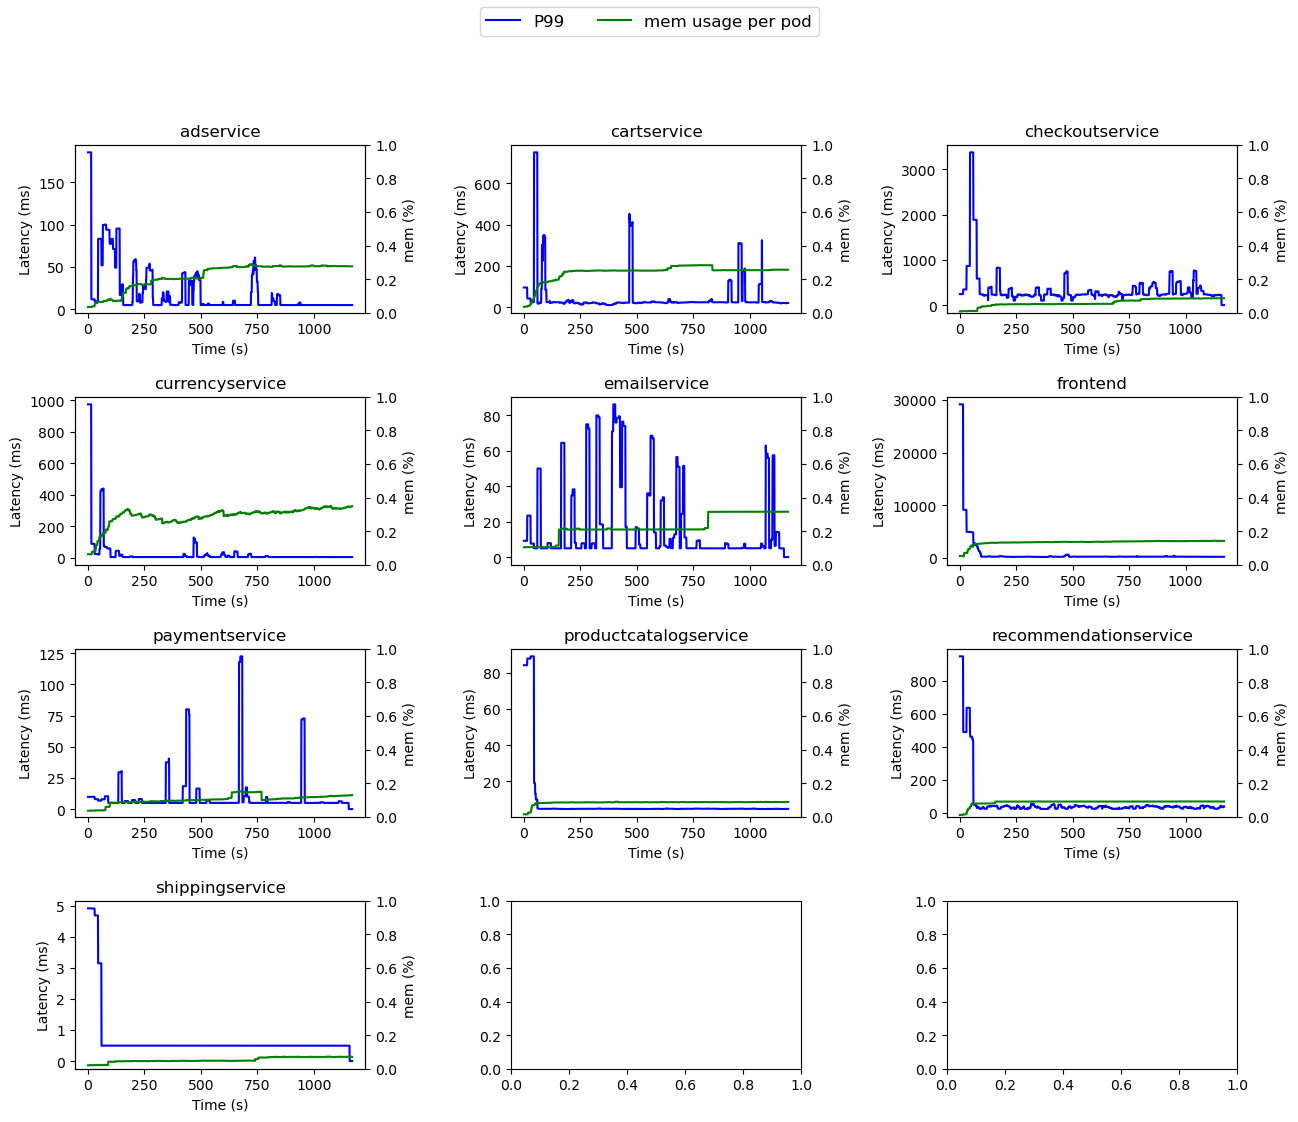 P99 mem usage per pod
adservice
Latency (ms)
150
100
50
0
1.0
0.8
0.6
0.4
0.2
0.0
mem (%)
0 250 500 750 1000
Time (s)
cartservice
Latency (ms)
600
400
200
0
1.0
0.8
0.6
0.4
0.2
0.0
mem (%)
0 250 500 750 1000
Time (s)
checkoutservice
Latency (ms)
3000
2000
1000
0
1.0
0.8
0.6
0.4
0.2
0.0
mem (%)
0 250 500 750 1000
Time (s)
currencyservice
Latency (ms)
1000
800
600
400
200
0
1.0
0.8
0.6
0.4
0.2
0.0
mem (%)
0 250 500 750 1000
Time (s)
emailservice
Latency (ms)
80
60
40
20
0
1.0
0.8
0.6
0.4
0.2
0.0
mem (%)
0 250 500 750 1000
Time (s)
frontend
Latency (ms)
30000
20000
10000
0
1.0
0.8
0.6
0.4
0.2
0.0
mem (%)
0 250 500 750 1000
Time (s)
paymentservice
Latency (ms)
125
100
75
50
25
0
1.0
0.8
0.6
0.4
0.2
0.0
mem (%)
0 250 500 750 1000
Time (s)
productcatalogservice
Latency (ms)
80
60
40
20
1.0
0.8
0.6
0.4
0.2
0.0
mem (%)
0 250 500 750 1000
Time (s)
recommendationservice
Latency (ms)
800
600
400
200
0
1.0
0.8
0.6
0.4
0.2
0.0
mem (%)
0 250 500 750 1000
Time (s)
shippingservice
Latency (ms)
5
4
3
2
1
0
1.0
0.8
0.6
0.4
0.2
0.0
mem (%)
0 250 500 750 1000
Time (s)
1.0
0.8
0.6
0.4
0.2
0.0
0.0 0.2 0.4 0.6 0.8 1.0
1.0
0.8
0.6
0.4
0.2
0.0
0.0 0.2 0.4 0.6 0.8 1.0